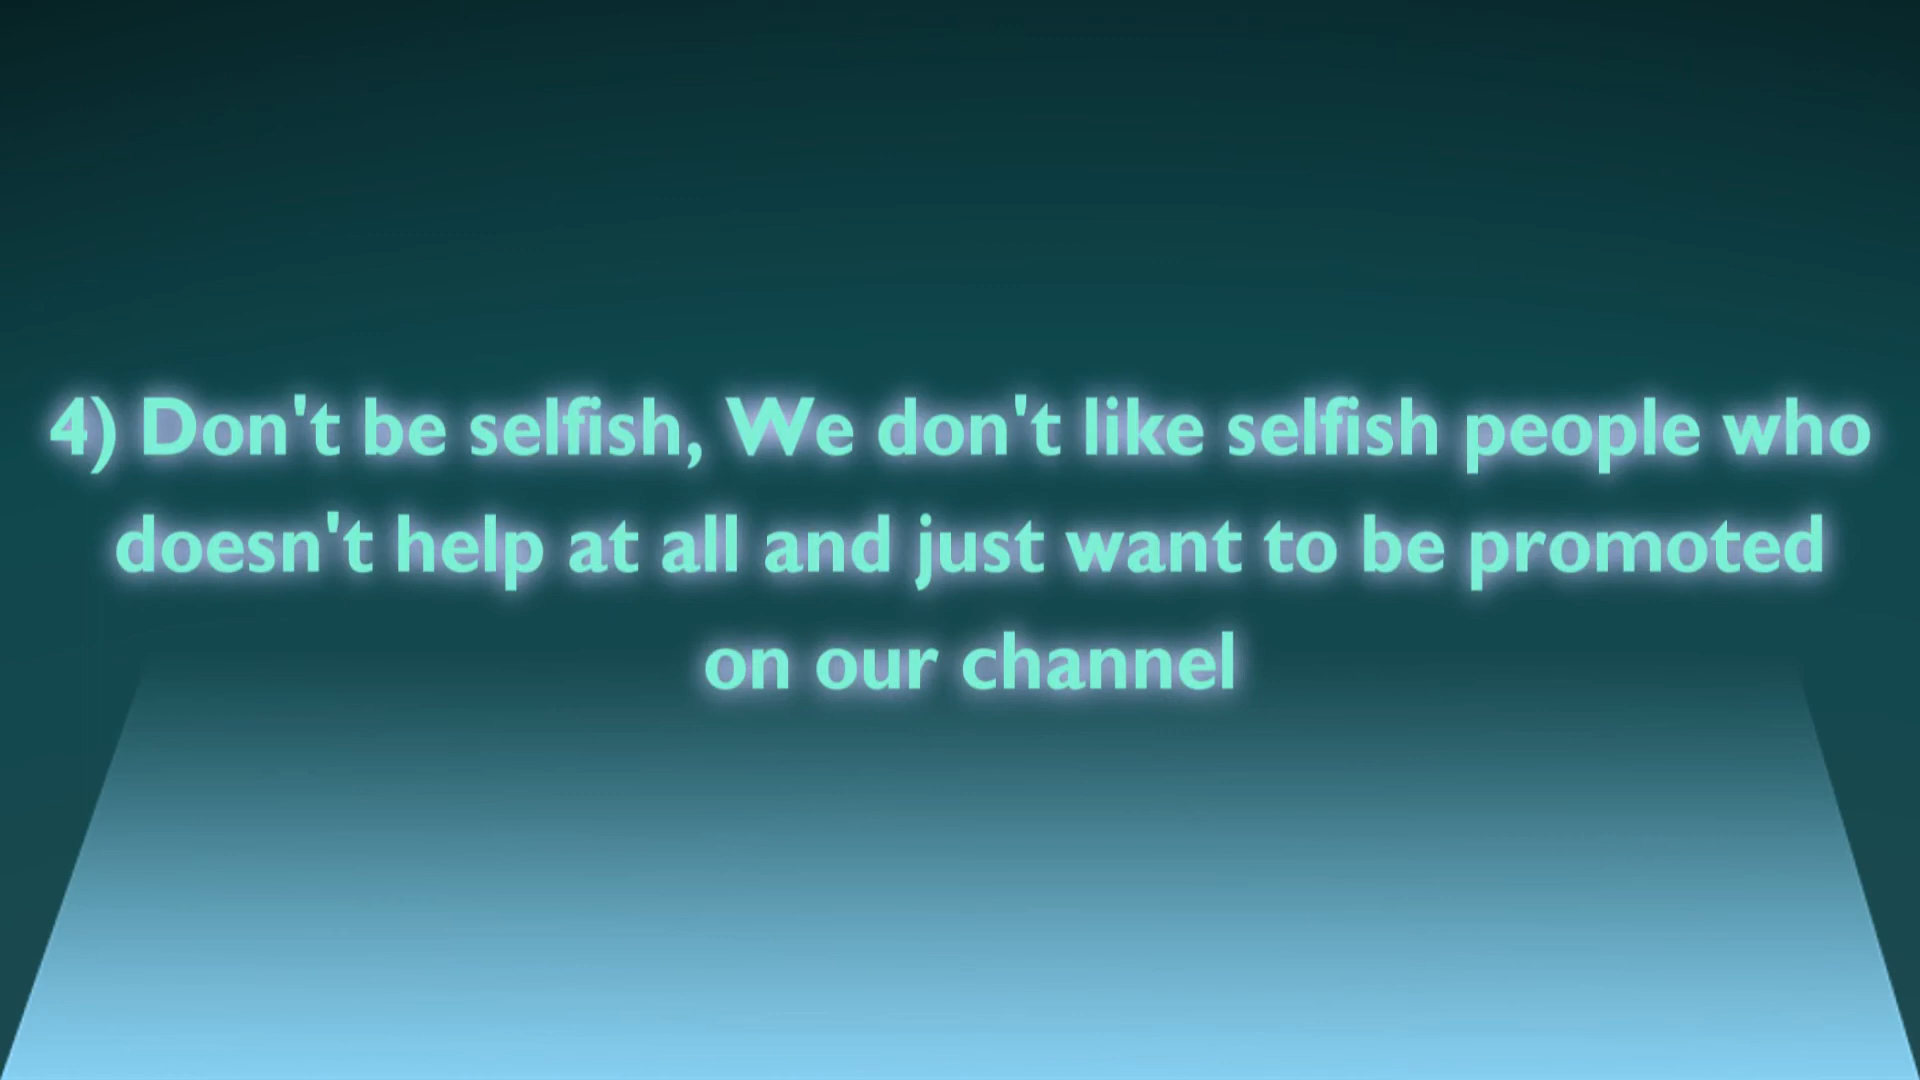 4) Don't be selfish, We don't like selfish people who
doesn't help at all and just want to be promoted
on our channel